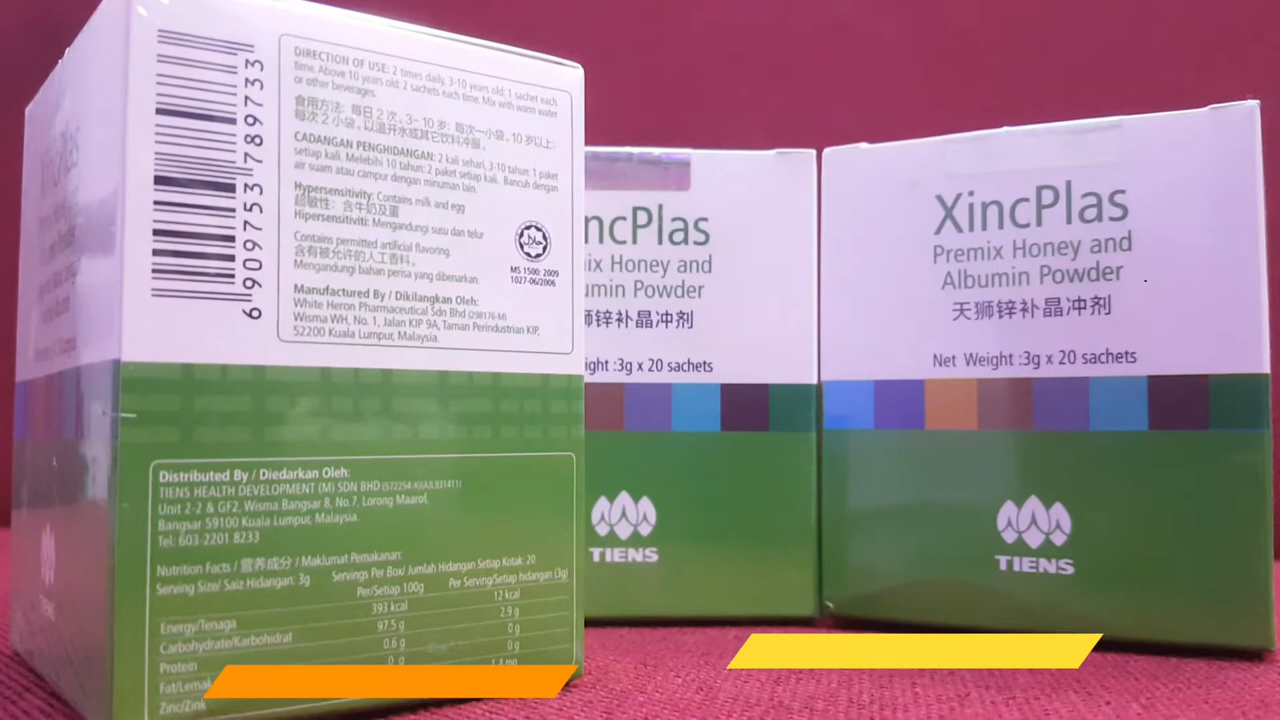 6 909753 789733
DIRECTION OF USE: 2 times daily, 3-10 years old: 1 sachet each
time. Above 10 years old: 2 sachets each time. Mix with warm water
or other beverages.
食用方法: 每日2次, 3-10岁: 每次一小袋, 10岁以上:
每次2小袋, 以温开水或其它饮料冲服。
CADANGAN PENGHIDANGAN: 2 kali sehari, 3-10 tahun: 1 paket
setiap kali. Melebihi 10 tahun: 2 paket setiap kali. Bancuh dengan
air suam atau campur dengan minuman lain.
Hypersensitivity: Contains milk and egg
超敏性: 含牛奶及蛋
Hipersensitiviti: Mengandungi susu dan telur
Contains permitted artificial flavoring.
含有被允许的人工香料。
Mengandungi bahan perisa yang dibenarkan.
MS 1500: 2009
1027-06/2006
Manufactured By / Dikilangkan Oleh:
White Heron Pharmaceutical Sdn Bhd (298176-M)
Wisma WH, No. 1, Jalan KIP 9A, Taman Perindustrian KIP,
52200 Kuala Lumpur, Malaysia.
Distributed By / Diedarkan Oleh:
TIENS HEALTH DEVELOPMENT (M) SDN BHD (572254-X)(AJL931411)
Unit 2-2 & GF2, Wisma Bangsar 8, No.7, Lorong Maarof,
Bangsar 59100 Kuala Lumpur, Malaysia.
Tel: 603-2201 8233
Nutrition Facts / 营养成分 / Maklumat Pemakanan:
Serving Size/ Saiz Hidangan: 3g Servings Per Box/ Jumlah Hidangan Setiap Kotak: 20
Per/Setiap 100g Per Serving/Setiap hidangan (3g)
393 kcal 12 kcal
Energy/Tenaga 97.5 g 2.9 g
Carbohydrate/Karbohidrat 0.6 g 0 g
Protein 0 g 0 g
Fat/Lemak 1.4 mg
Zinc/Zink
ncPlas
ix Honey and
umin Powder
狮锌补晶冲剂
ight :3g x 20 sachets
TIENS
XincPlas
Premix Honey and
Albumin Powder
天狮锌补晶冲剂
Net Weight :3g x 20 sachets
TIENS